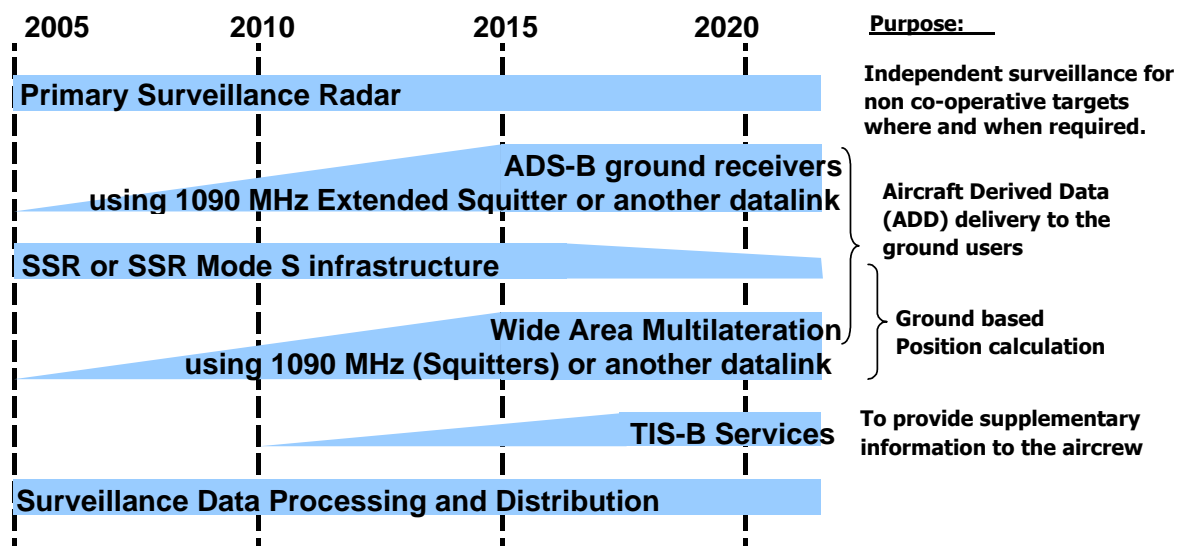 2005 2010 2015 2020 Purpose:
Primary Surveillance Radar
Independent surveillance for
non co-operative targets
where and when required.
ADS-B ground receivers
using 1090 MHz Extended Squitter or another datalink
Aircraft Derived Data
(ADD) delivery to the
ground users
SSR or SSR Mode S infrastructure
Wide Area Multilateration
using 1090 MHz (Squitters) or another datalink
Ground based
Position calculation
TIS-B Services
To provide supplementary
information to the aircrew
Surveillance Data Processing and Distribution